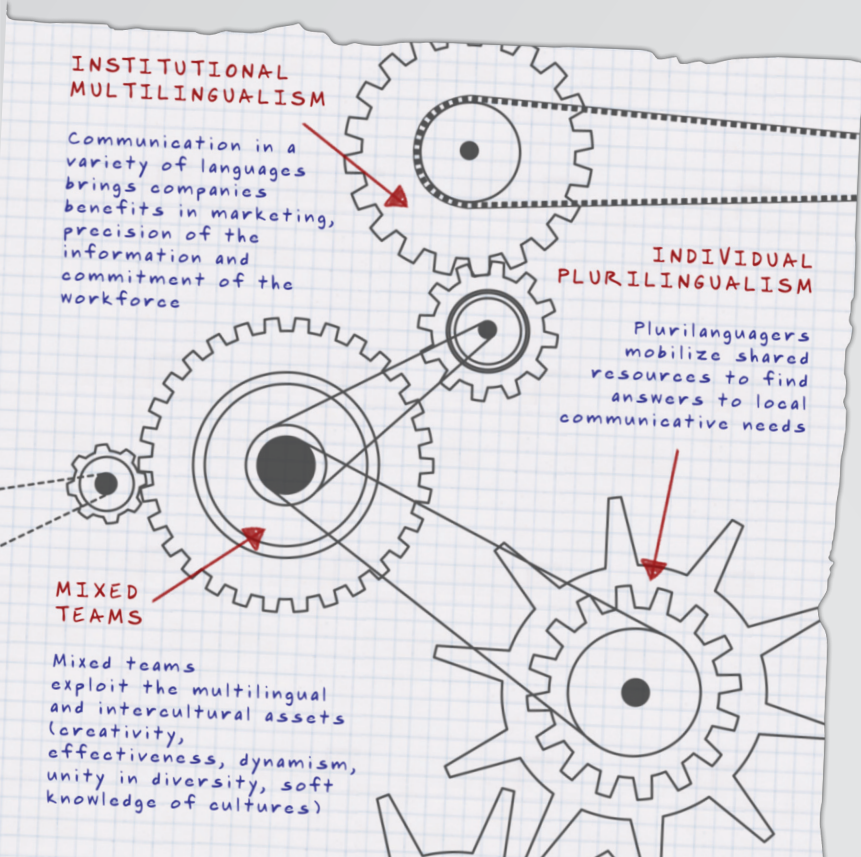 INSTITUTIONAL
MULTILINGUALISM
Communication in a
variety of languages
brings companies
benefits in marketing,
precision of the
information and
commitment of the
workforce
INDIVIDUAL
PLURILINGUALISM
Plurilanguagers
mobilize shared
resources to find
answers to local
communicative needs
MIXED
TEAMS
Mixed teams
exploit the multilingual
and intercultural assets
(creativity,
effectiveness, dynamism,
unity in diversity, soft
knowledge of cultures)